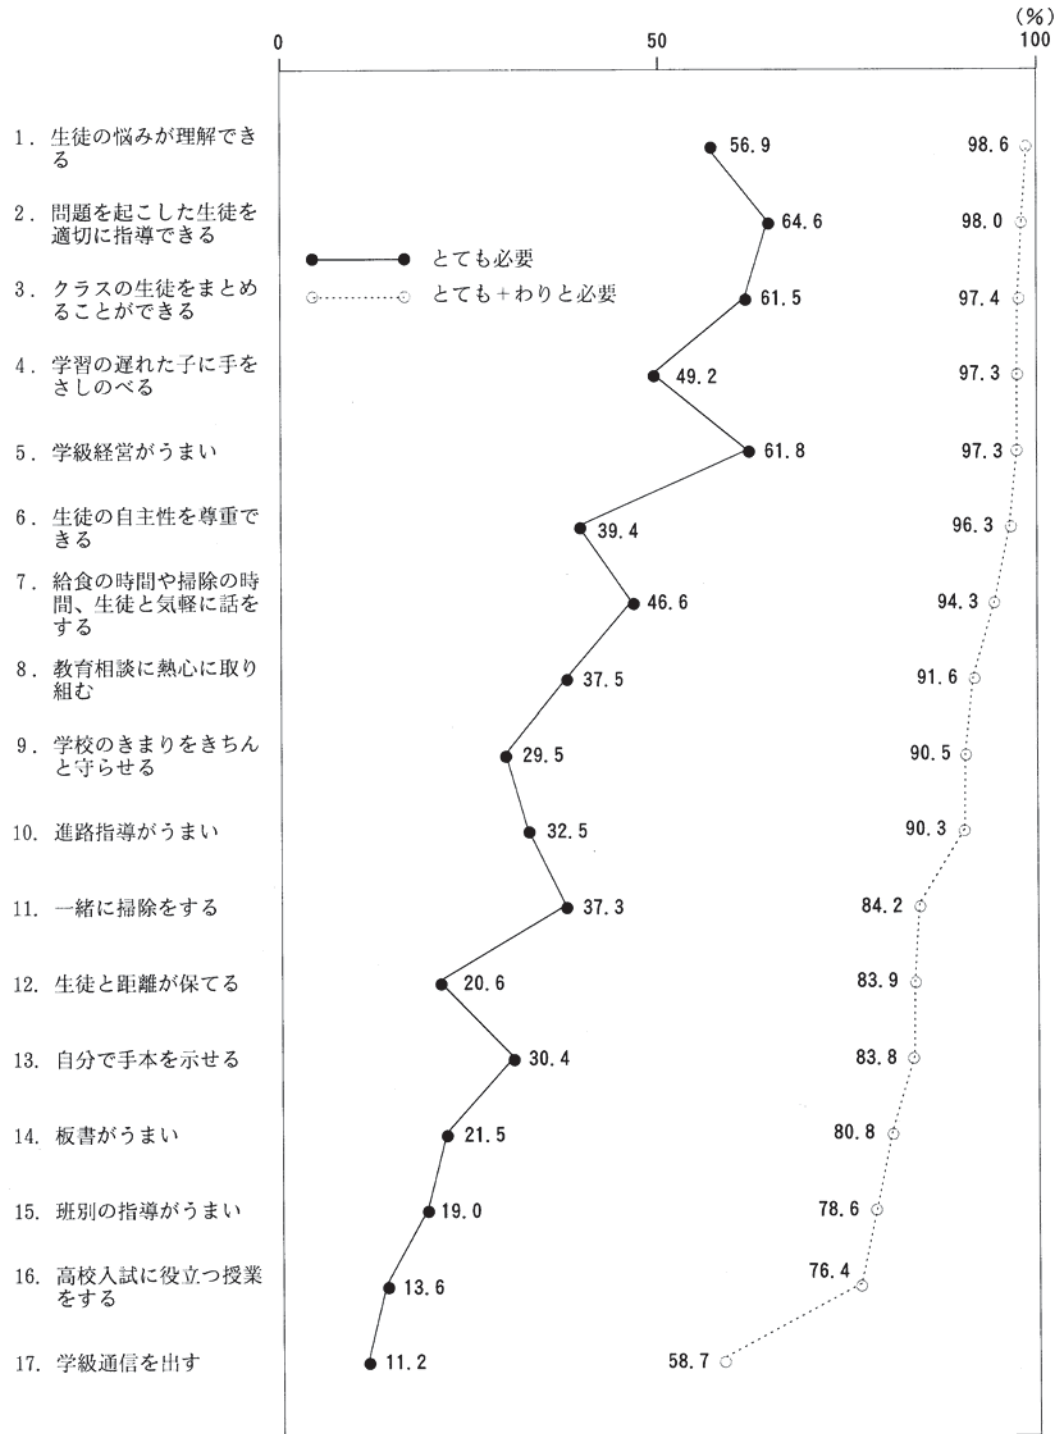 (%)
0 50 100
1. 生徒の悩みが理解でき
る
56.9 98.6
2. 問題を起こした生徒を
適切に指導できる
64.6 98.0
とても必要
とても+わりと必要
3. クラスの生徒をまとめ
ることができる
61.5 97.4
4. 学習の遅れた子に手を
さしのべる
49.2 97.3
5. 学級経営がうまい
61.8 97.3
6. 生徒の自主性を尊重で
きる
39.4 96.3
7. 給食の時間や掃除の時
間、生徒と気軽に話を
する
46.6 94.3
8. 教育相談に熱心に取り
組む
37.5 91.6
9. 学校のきまりをきちん
と守らせる
29.5 90.5
10. 進路指導がうまい
32.5 90.3
11. 一緒に掃除をする
37.3 84.2
12. 生徒と距離が保てる
20.6 83.9
13. 自分で手本を示せる
30.4 83.8
14. 板書がうまい
21.5 80.8
15. 班別の指導がうまい
19.0 78.6
16. 高校入試に役立つ授業
をする
13.6 76.4
17. 学級通信を出す
11.2 58.7